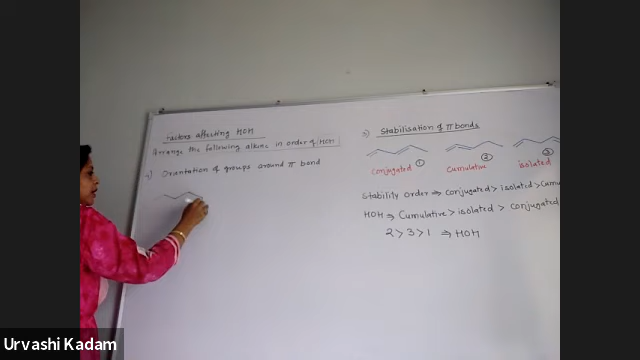 Factors affecting HOH
Arrange the following alkene in order of HOH
2) Orientation of groups around π bond
3) Stabilisation of π bonds
1
2
3
conjugated
Cumulative
isolated
Stability order ⇒ conjugated > isolated > Cumu
HOH ⇒ Cumulative > isolated > conjugated
2 > 3 > 1 ⇒ HOH
Urvashi Kadam